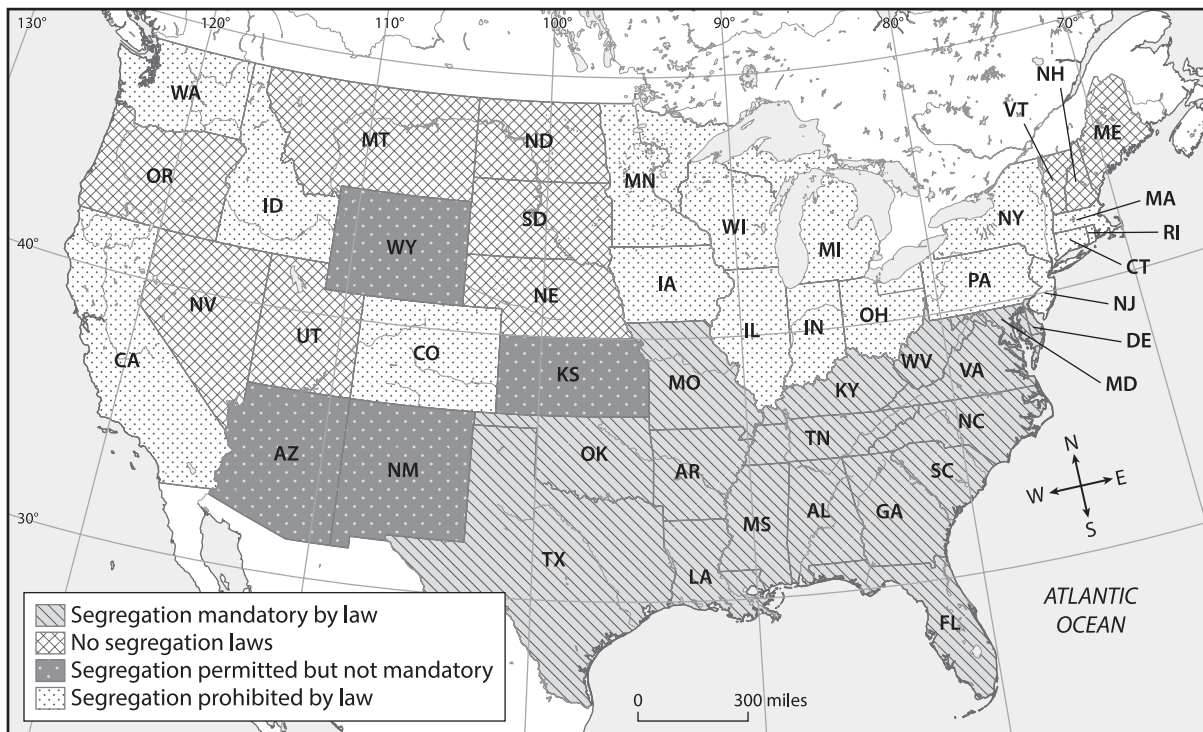 130°
120°
110°
100°
90°
80°
70°
40°
30°
WA
OR
CA
ID
NV
UT
AZ
MT
WY
CO
NM
ND
SD
NE
KS
OK
TX
MN
IA
MO
AR
LA
WI
IL
MI
IN
OH
KY
TN
MS
AL
GA
FL
SC
NC
VA
WV
PA
NY
VT
NH
ME
MA
RI
CT
NJ
DE
MD
N
W
E
S
ATLANTIC
OCEAN
Segregation mandatory by law
No segregation laws
Segregation permitted but not mandatory
Segregation prohibited by law
0
300 miles